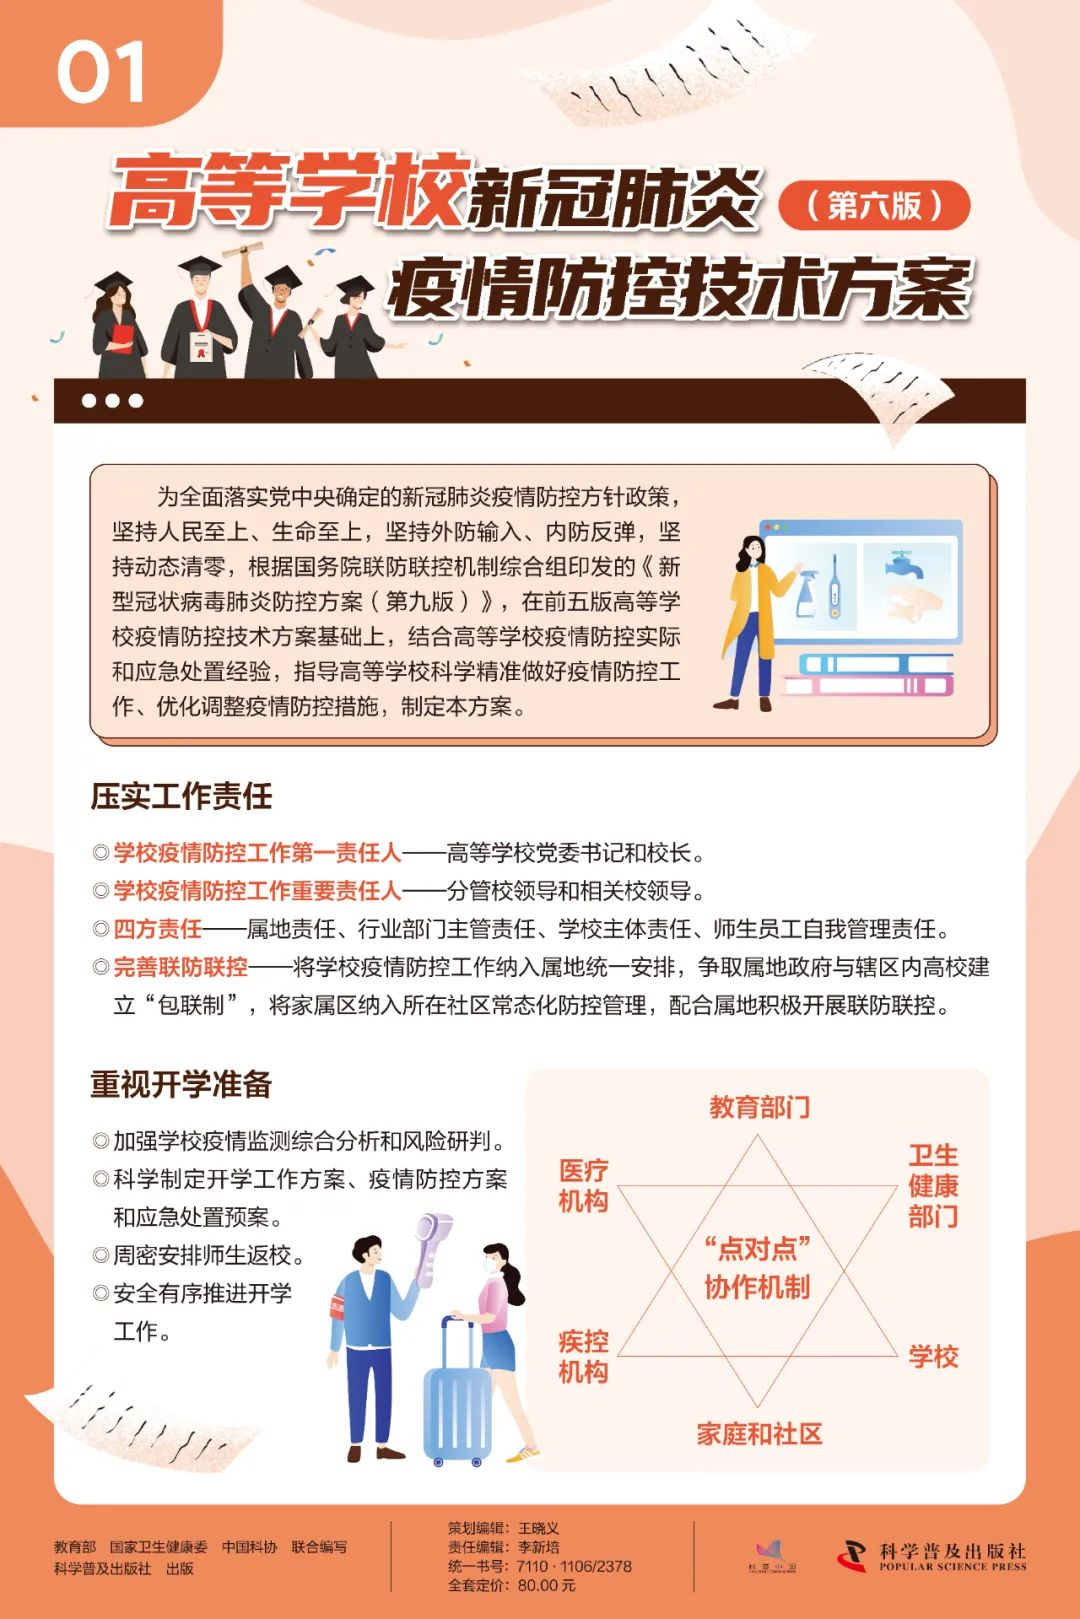 01
高等学校新冠肺炎（第六版）
疫情防控技术方案
为全面落实党中央确定的新冠肺炎疫情防控方针政策，
坚持人民至上、生命至上，坚持外防输入、内防反弹，坚
持动态清零，根据国务院联防联控机制综合组印发的《新
型冠状病毒肺炎防控方案（第九版）》，在前五版高等学
校疫情防控技术方案基础上，结合高等学校疫情防控实际
和应急处置经验，指导高等学校科学精准做好疫情防控工
作、优化调整疫情防控措施，制定本方案。
压实工作责任
◎学校疫情防控工作第一责任人——高等学校党委书记和校长。
◎学校疫情防控工作重要责任人——分管校领导和相关校领导。
◎四方责任——属地责任、行业部门主管责任、学校主体责任、师生员工自我管理责任。
◎完善联防联控——将学校疫情防控工作纳入属地统一安排，争取属地政府与辖区内高校建
立“包联制”，将家属区纳入所在社区常态化防控管理，配合属地积极开展联防联控。
重视开学准备
◎加强学校疫情监测综合分析和风险研判。
◎科学制定开学工作方案、疫情防控方案
和应急处置预案。
◎周密安排师生返校。
◎安全有序推进开学
工作。
教育部门
医疗
机构
卫生
健康
部门
“点对点”
协作机制
疾控
机构
学校
家庭和社区
教育部 国家卫生健康委 中国科协 联合编写
科学普及出版社 出版
策划编辑：王晓义
责任编辑：李新培
统一书号：7110·1106/2378
全套定价：80.00 元
科普中国
科学普及出版社
POPULAR SCIENCE PRESS